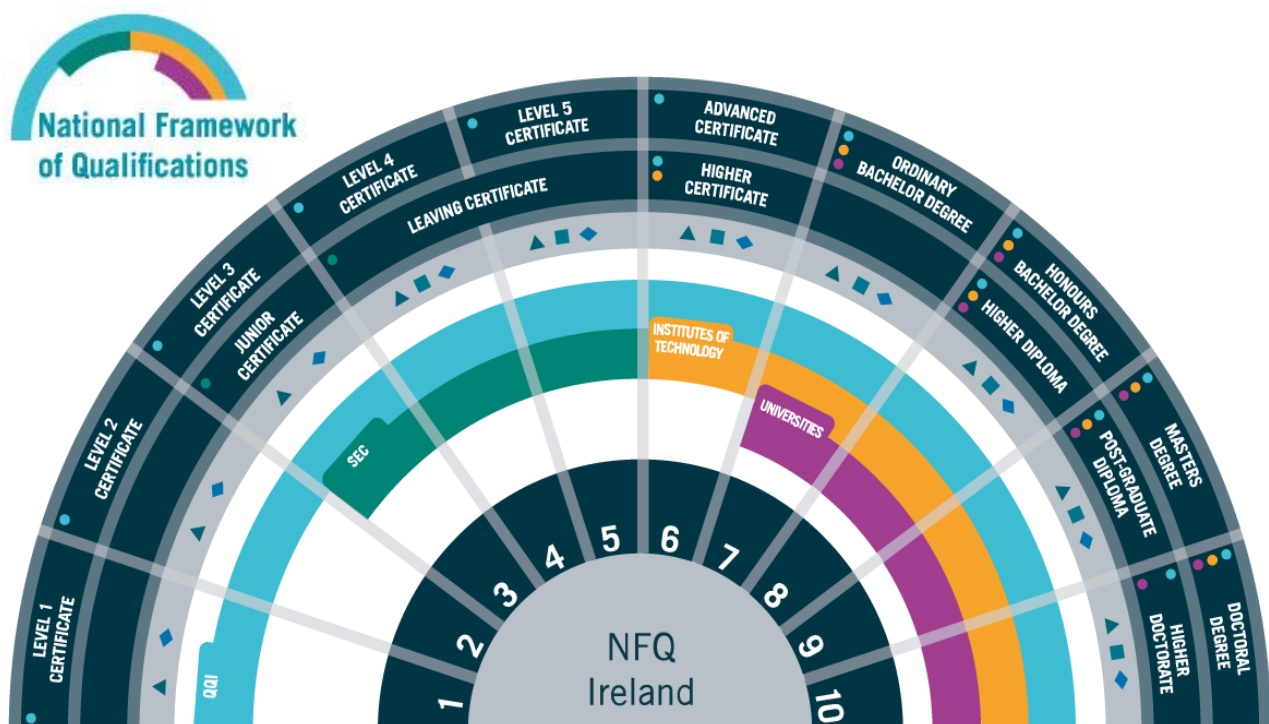 National Framework
of Qualifications
LEVEL 1
CERTIFICATE
LEVEL 2
CERTIFICATE
LEVEL 3
CERTIFICATE
LEVEL 4
CERTIFICATE
LEVEL 5
CERTIFICATE
ADVANCED
CERTIFICATE
ORDINARY
BACHELOR DEGREE
HONOURS
BACHELOR DEGREE
MASTERS
DEGREE
DOCTORAL
DEGREE
JUNIOR
CERTIFICATE
LEAVING CERTIFICATE
HIGHER
CERTIFICATE
HIGHER DIPLOMA
POST-GRADUATE
DIPLOMA
HIGHER
DOCTORATE
QQI
SEC
INSTITUTES OF
TECHNOLOGY
UNIVERSITIES
1
2
3
4
5
6
7
8
9
10
NFQ
Ireland